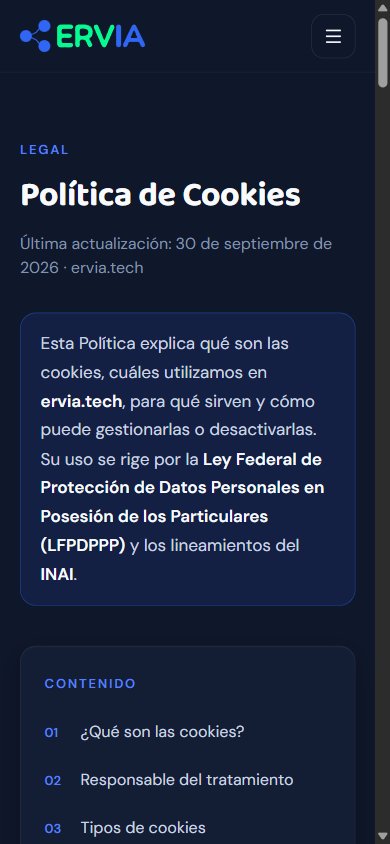 ERVIA
LEGAL
Política de Cookies
Última actualización: 30 de septiembre de
2026 · ervia.tech
Esta Política explica qué son las
cookies, cuáles utilizamos en
ervia.tech, para qué sirven y cómo
puede gestionarlas o desactivarlas.
Su uso se rige por la Ley Federal de
Protección de Datos Personales en
Posesión de los Particulares
(LFPDPPP) y los lineamientos del
INAI.
CONTENIDO
01 ¿Qué son las cookies?
02 Responsable del tratamiento
03 Tipos de cookies